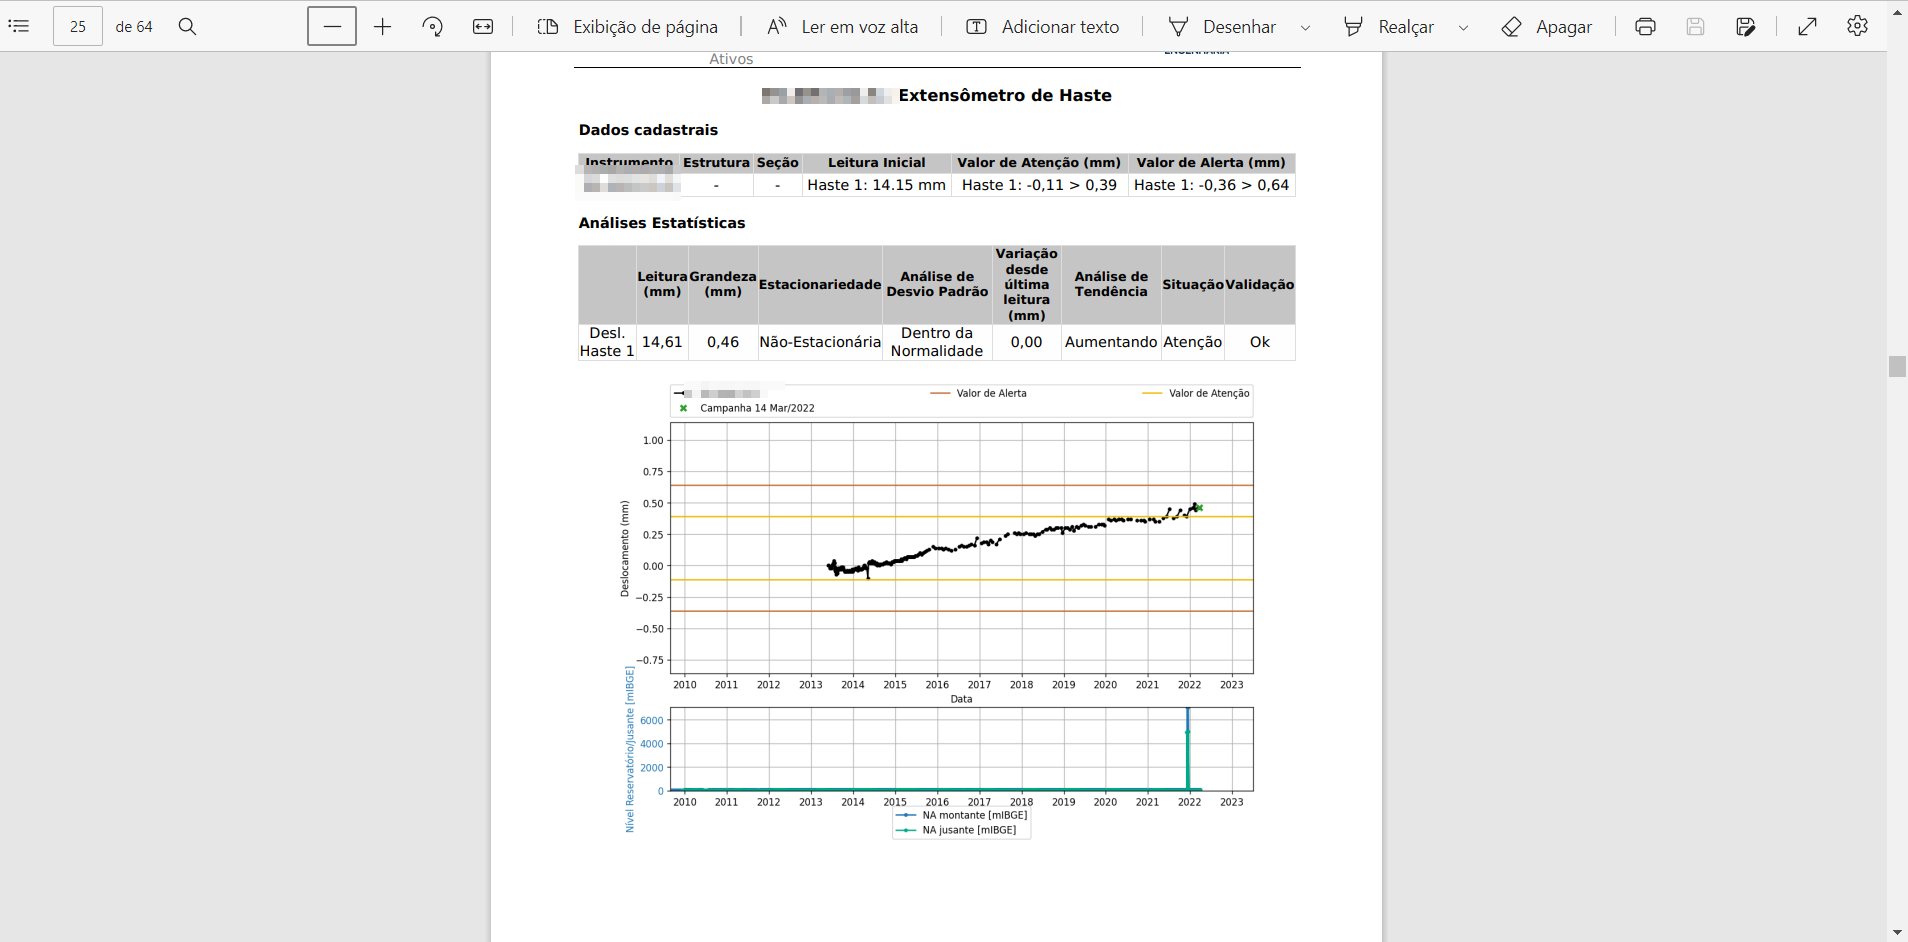 25 de 64 Exibição de página Ler em voz alta Adicionar texto Desenhar Realçar Apagar
Ativos
Extensômetro de Haste
Dados cadastrais
Instrumento Estrutura Seção Leitura Inicial Valor de Atenção (mm) Valor de Alerta (mm)
- - Haste 1: 14.15 mm Haste 1: -0,11 > 0,39 Haste 1: -0,36 > 0,64
Análises Estatísticas
Leitura (mm) Grandeza (mm) Estacionariedade Análise de Desvio Padrão Variação desde última leitura (mm) Análise de Tendência Situação Validação
Desl. Haste 1 14,61 0,46 Não-Estacionária Dentro da Normalidade 0,00 Aumentando Atenção Ok
Valor de Alerta Valor de Atenção
Campanha 14 Mar/2022
Deslocamento (mm)
1.00
0.75
0.50
0.25
0.00
−0.25
−0.50
−0.75
2010 2011 2012 2013 2014 2015 2016 2017 2018 2019 2020 2021 2022 2023
Data
Nível Reservatório/Jusante [mIBGE]
6000
4000
2000
0
2010 2011 2012 2013 2014 2015 2016 2017 2018 2019 2020 2021 2022 2023
NA montante [mIBGE]
NA jusante [mIBGE]